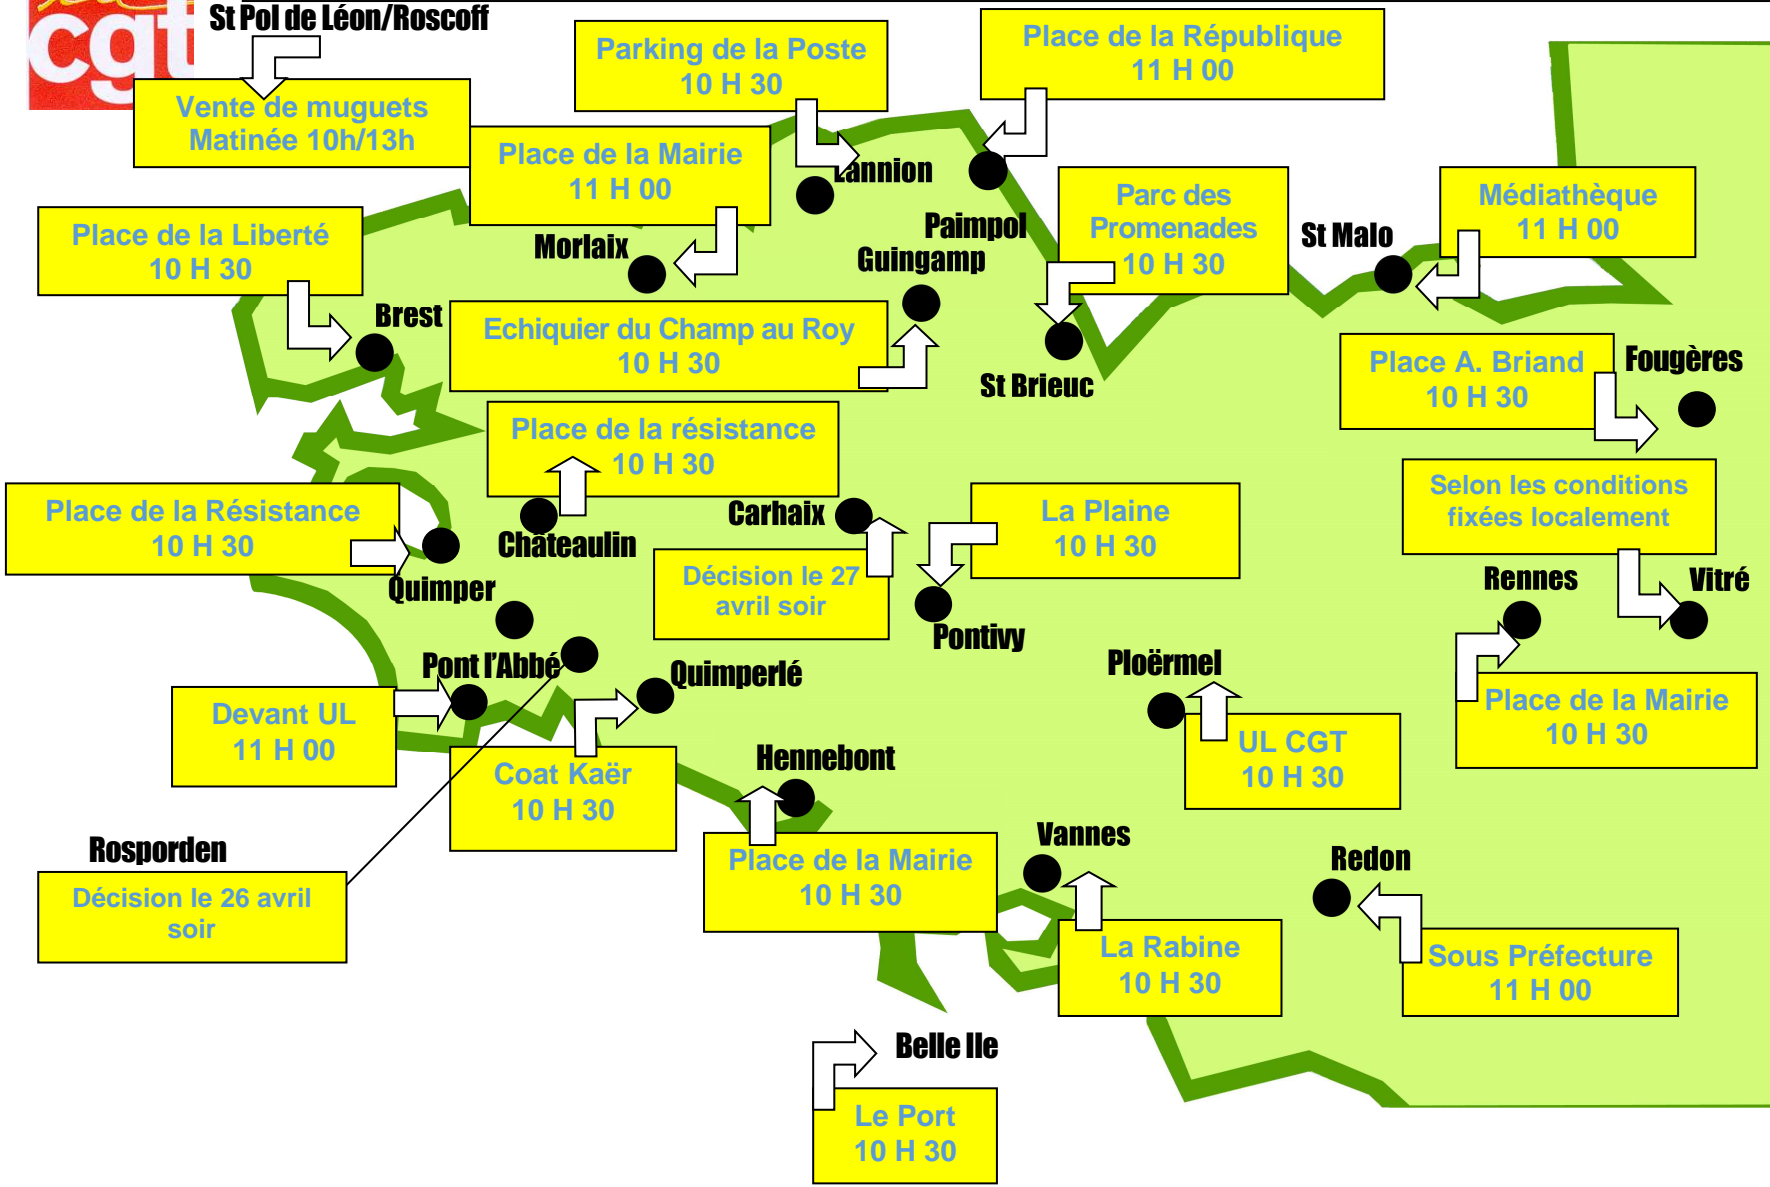 cgt
St Pol de Léon/Roscoff
Vente de muguets
Matinée 10h/13h
Parking de la Poste
10 H 30
Place de la République
11 H 00
Place de la Mairie
11 H 00
Lannion
Paimpol
Parc des
Promenades
10 H 30
St Malo
Médiathèque
11 H 00
Place de la Liberté
10 H 30
Morlaix
Guingamp
Brest
Echiquier du Champ au Roy
10 H 30
St Brieuc
Place A. Briand
10 H 30
Fougères
Place de la résistance
10 H 30
Place de la Résistance
10 H 30
Châteaulin
Carhaix
La Plaine
10 H 30
Selon les conditions
fixées localement
Quimper
Décision le 27
avril soir
Pontivy
Rennes
Vitré
Pont l'Abbé
Quimperlé
Ploërmel
Devant UL
11 H 00
Place de la Mairie
10 H 30
UL CGT
10 H 30
Coat Kaër
10 H 30
Hennebont
Rosporden
Décision le 26 avril
soir
Place de la Mairie
10 H 30
Vannes
Redon
La Rabine
10 H 30
Sous Préfecture
11 H 00
Belle Ile
Le Port
10 H 30